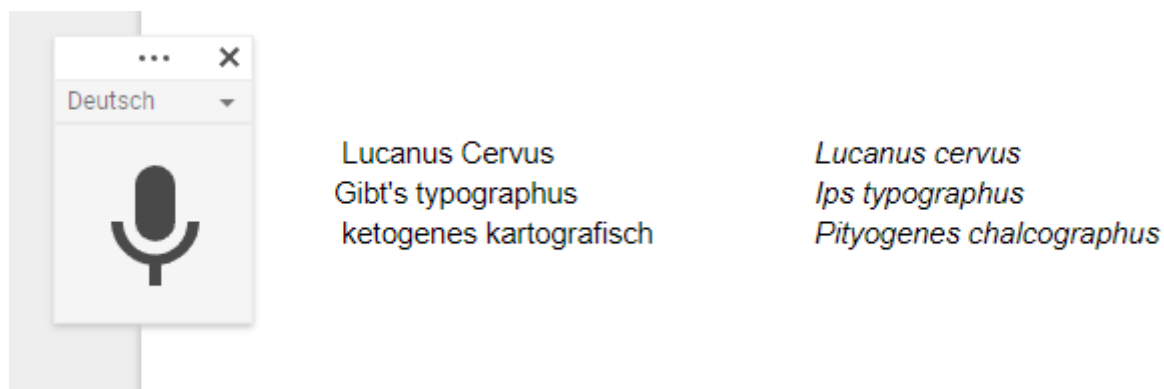 Deutsch
Lucanus Cervus
Gibt's typographus
ketogenes kartografisch
Lucanus cervus
Ips typographus
Pityogenes chalcographus